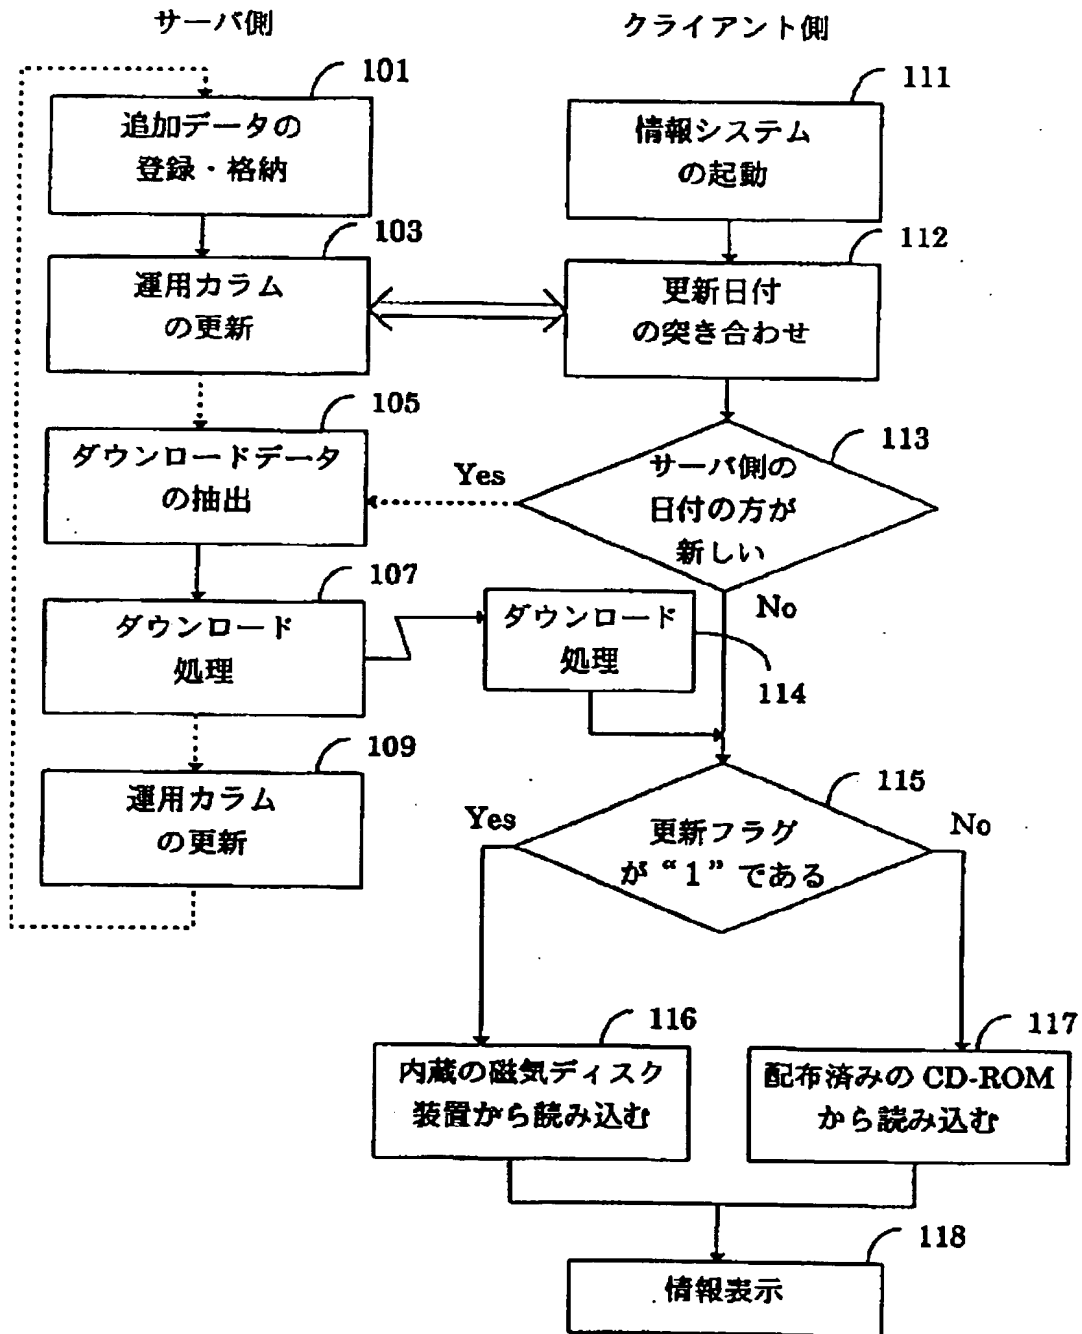 サーバ側
クライアント側
101
追加データの
登録・格納
103
運用カラム
の更新
105
ダウンロードデータ
の抽出
107
ダウンロード
処理
109
運用カラム
の更新
111
情報システム
の起動
112
更新日付
の突き合わせ
113
サーバ側の
日付の方が
新しい
Yes
No
ダウンロード
処理
114
115
更新フラグ
が“1”である
Yes
No
116
内蔵の磁気ディスク
装置から読み込む
117
配布済みの CD-ROM
から読み込む
118
情報表示